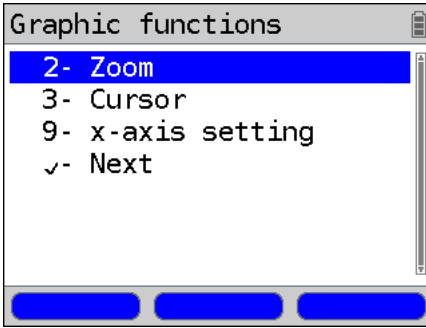 Graphic functions
2- Zoom
3- Cursor
9- x-axis setting
✓- Next